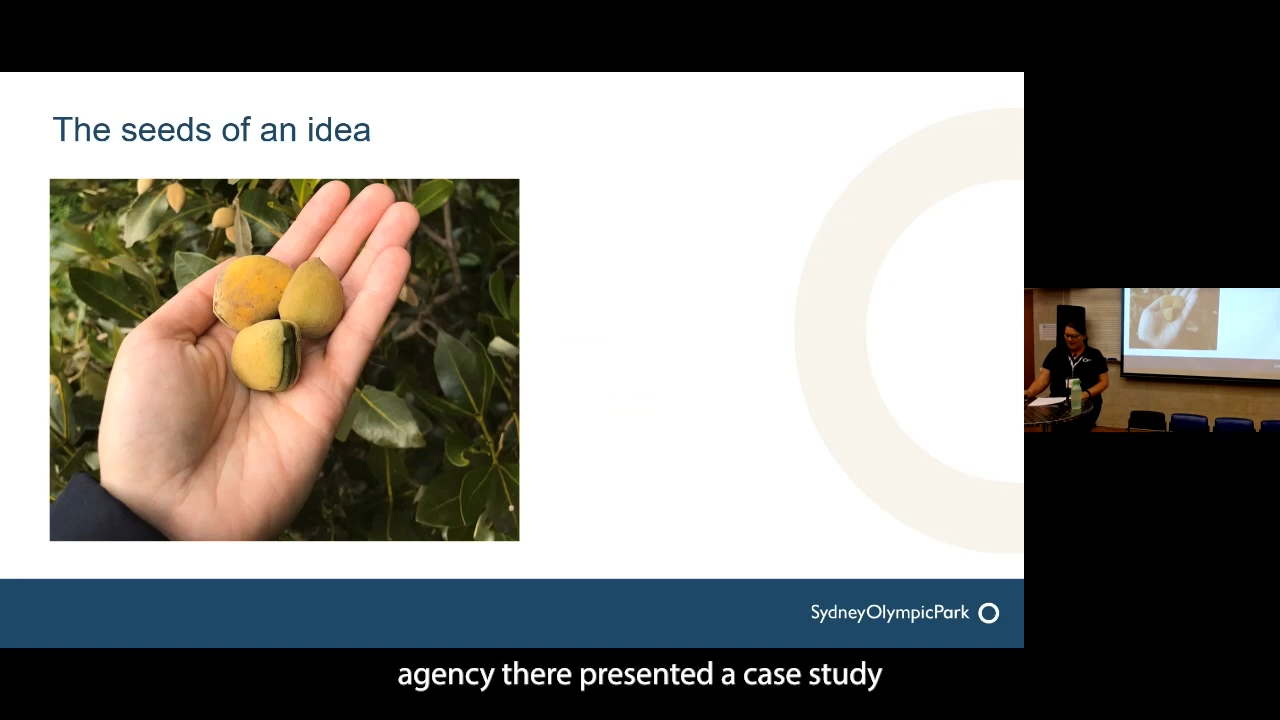 The seeds of an idea
SydneyOlympicPark
agency there presented a case study